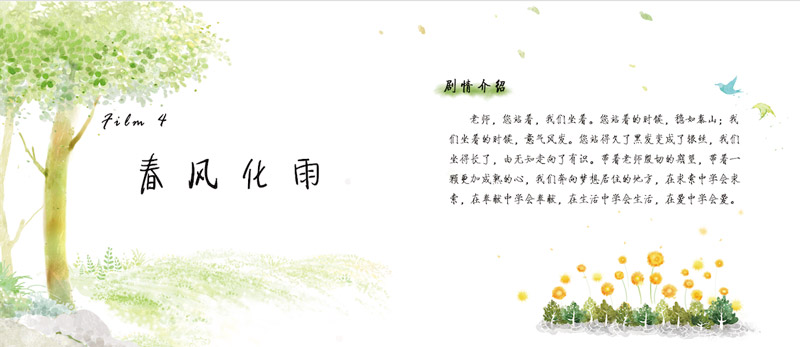 Film 4
春风化雨
剧情介绍
老师，您站着，我们坐着。您站着的时候，稳如泰山；我
们坐着的时候，意气风发。您站得久了黑发变成了银丝，我们
坐得长了，由无知走向了有识。带着老师殷切的期望，带着一
颗更加成熟的心，我们奔向梦想居住的地方，在求索中学会求
索，在奉献中学会奉献，在生活中学会生活，在爱中学会爱。